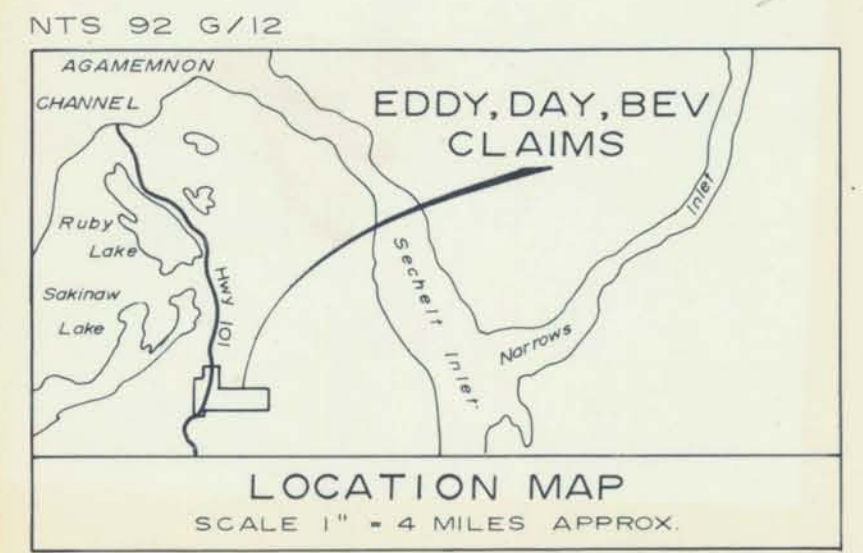 NTS 92 G/12
AGAMEMNON
CHANNEL
EDDY, DAY, BEV
CLAIMS
Ruby
Lake
Sakinaw
Lake
HWY 101
Sechelt Inlet
Narrows
Inlet
LOCATION MAP
SCALE 1" = 4 MILES APPROX.